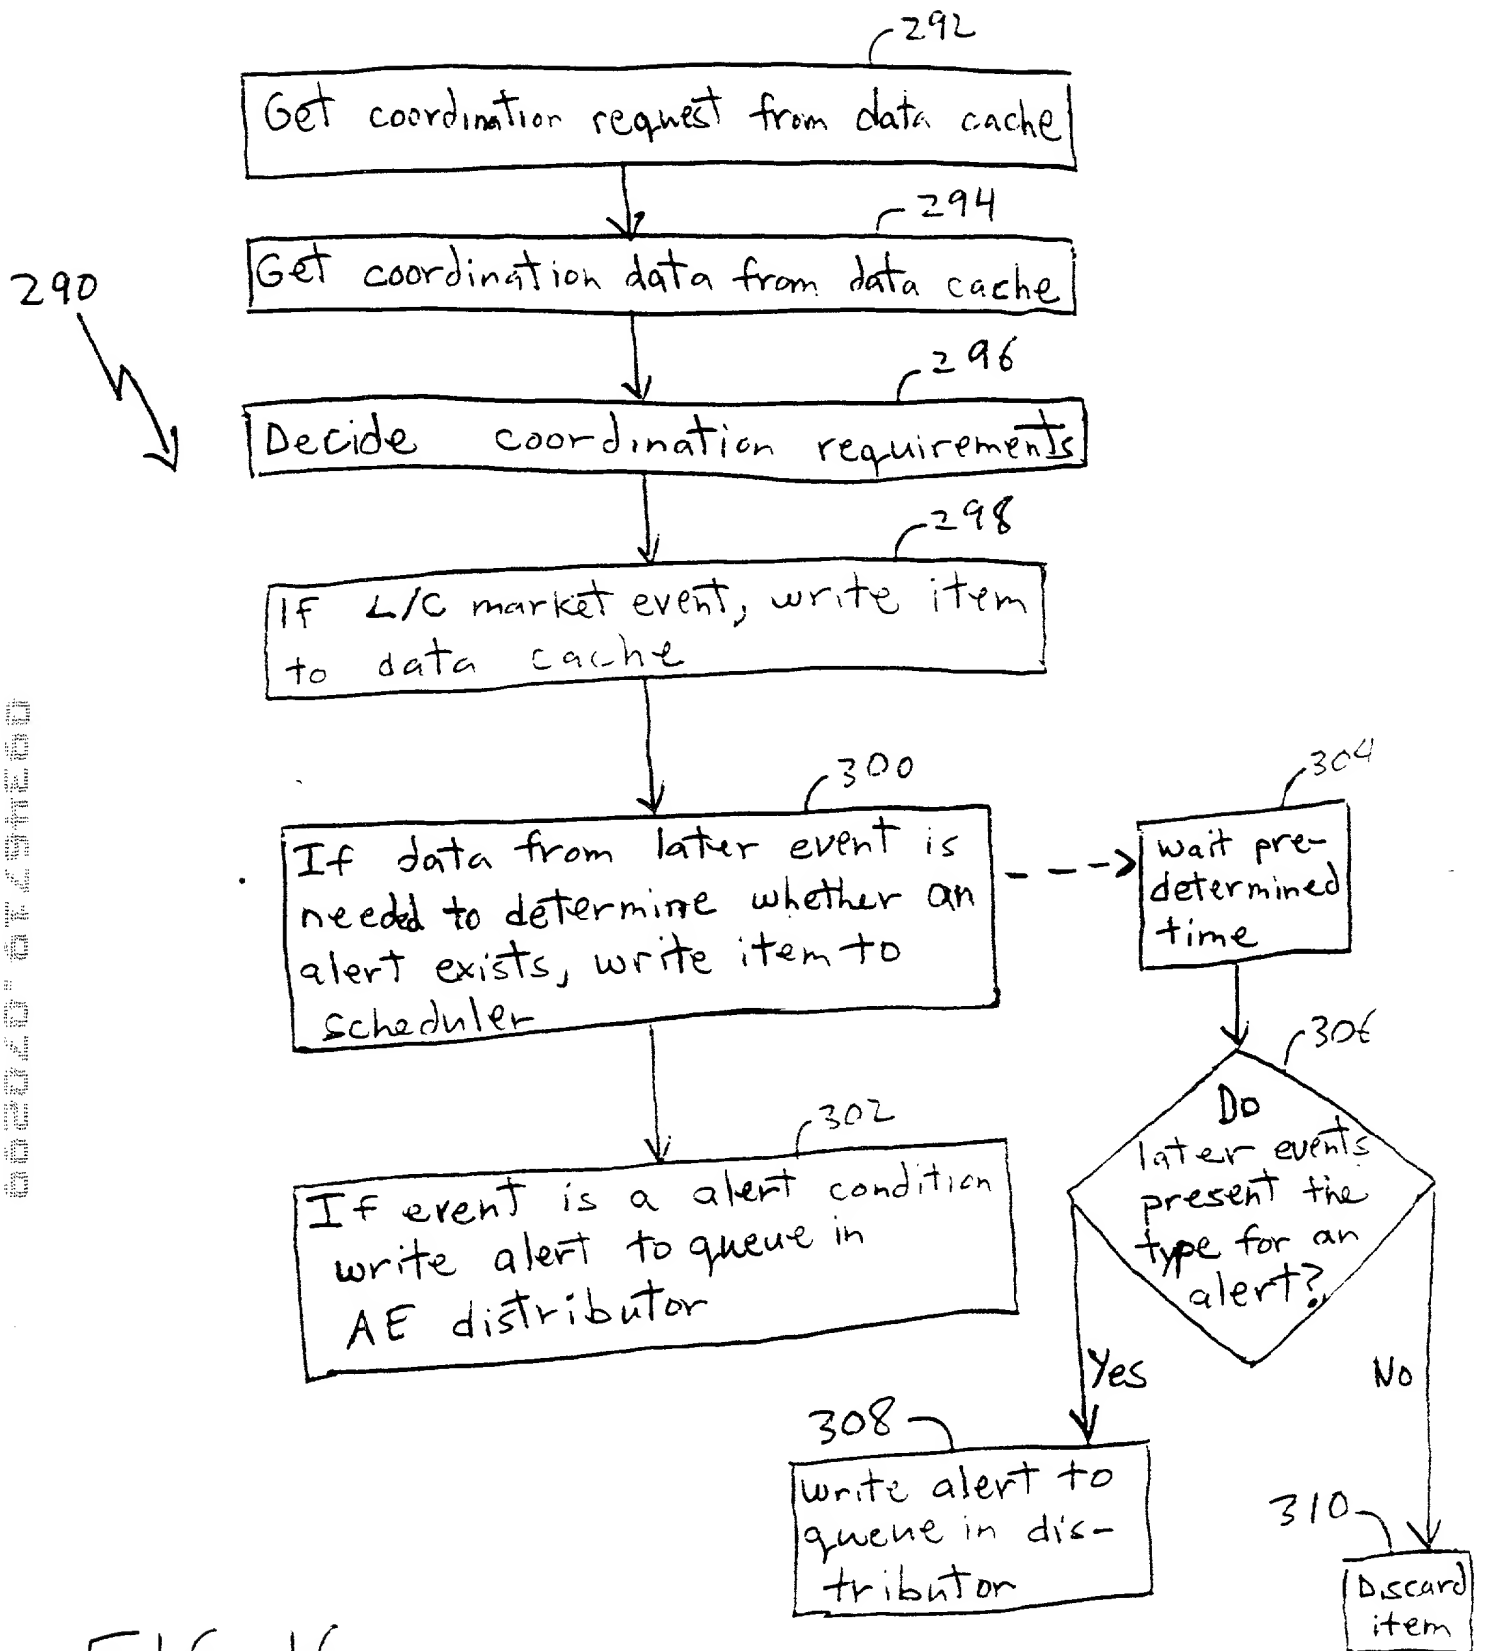 292
Get coordination request from data cache
294
Get coordination data from data cache
290
296
Decide coordination requirements
298
If L/C market event, write item
to data cache
300
If data from later event is
needed to determine whether an
alert exists, write item to
scheduler
304
wait pre-
determined
time
306
Do
later events
present the
type for an
alert?
302
If event is a alert condition
write alert to queue in
AE distributor
Yes
No
308
write alert to
queue in dis-
tributor
310
Discard
item